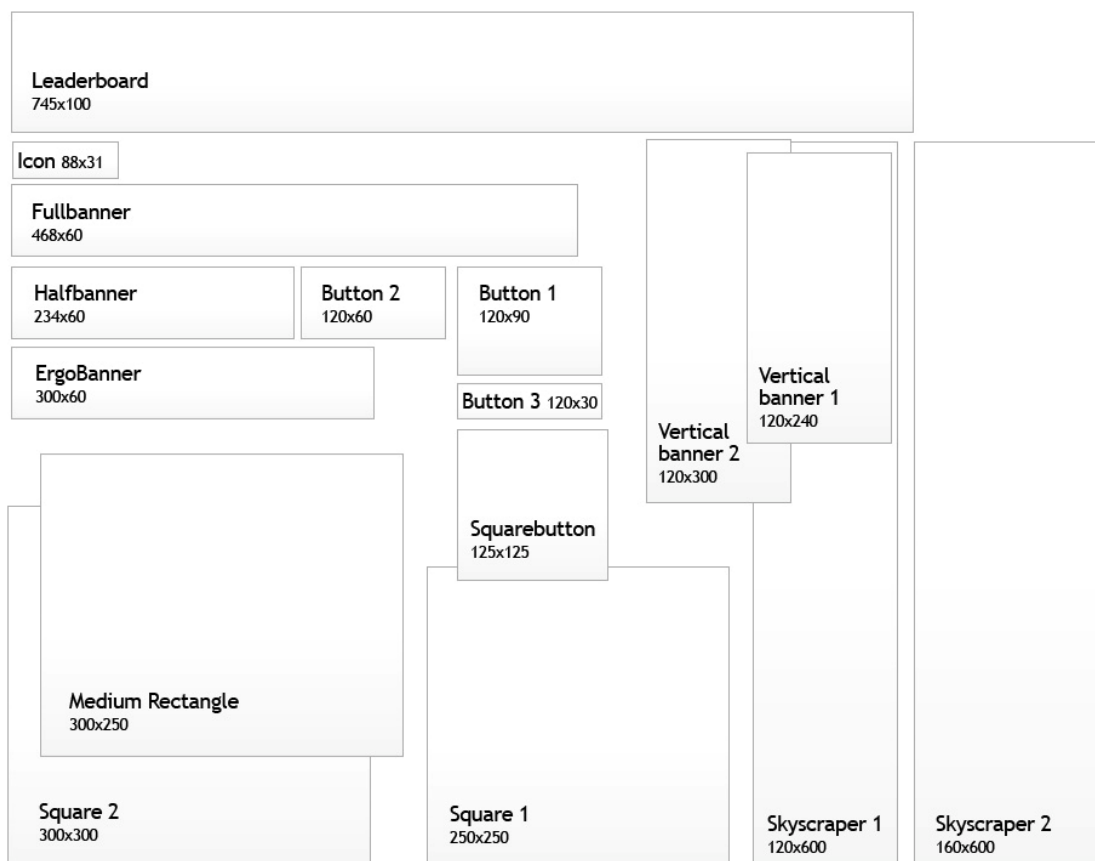 Leaderboard
745x100
Icon 88x31
Fullbanner
468x60
Halfbanner
234x60
Button 2
120x60
Button 1
120x90
ErgoBanner
300x60
Button 3 120x30
Vertical
banner 1
120x240
Vertical
banner 2
120x300
Squarebutton
125x125
Medium Rectangle
300x250
Square 2
300x300
Square 1
250x250
Skyscraper 1
120x600
Skyscraper 2
160x600